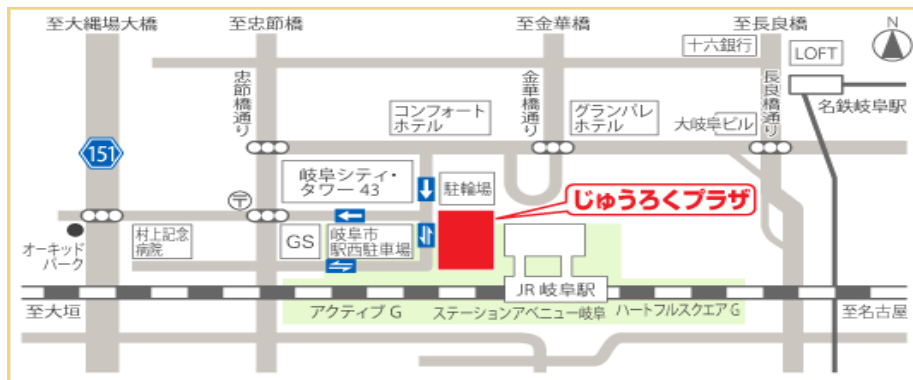 至大縄場大橋
至忠節橋
至金華橋
至長良橋
N
十六銀行
LOFT
忠節橋通り
金華橋通り
長良橋通り
名鉄岐阜駅
コンフォート
ホテル
グランパレ
ホテル
大岐阜ビル
151
岐阜シティ・
タワー 43
駐輪場
じゅうろくプラザ
〒
オーキッド
パーク
村上記念
病院
GS
岐阜市
駅西駐車場
JR 岐阜駅
至大垣
アクティブ G
ステーションアベニュー岐阜
ハートフルスクエア G
至名古屋